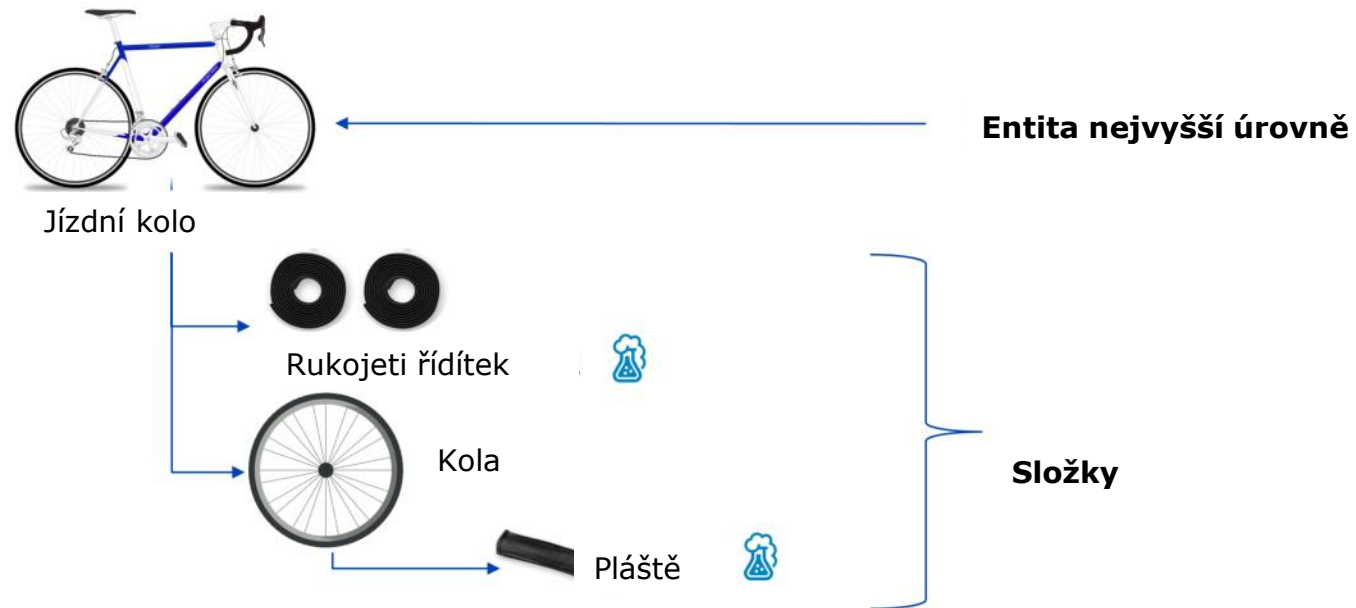 Entita nejvyšší úrovně
Jízdní kolo
Rukojeti řídítek
Kola
Složky
Pláště